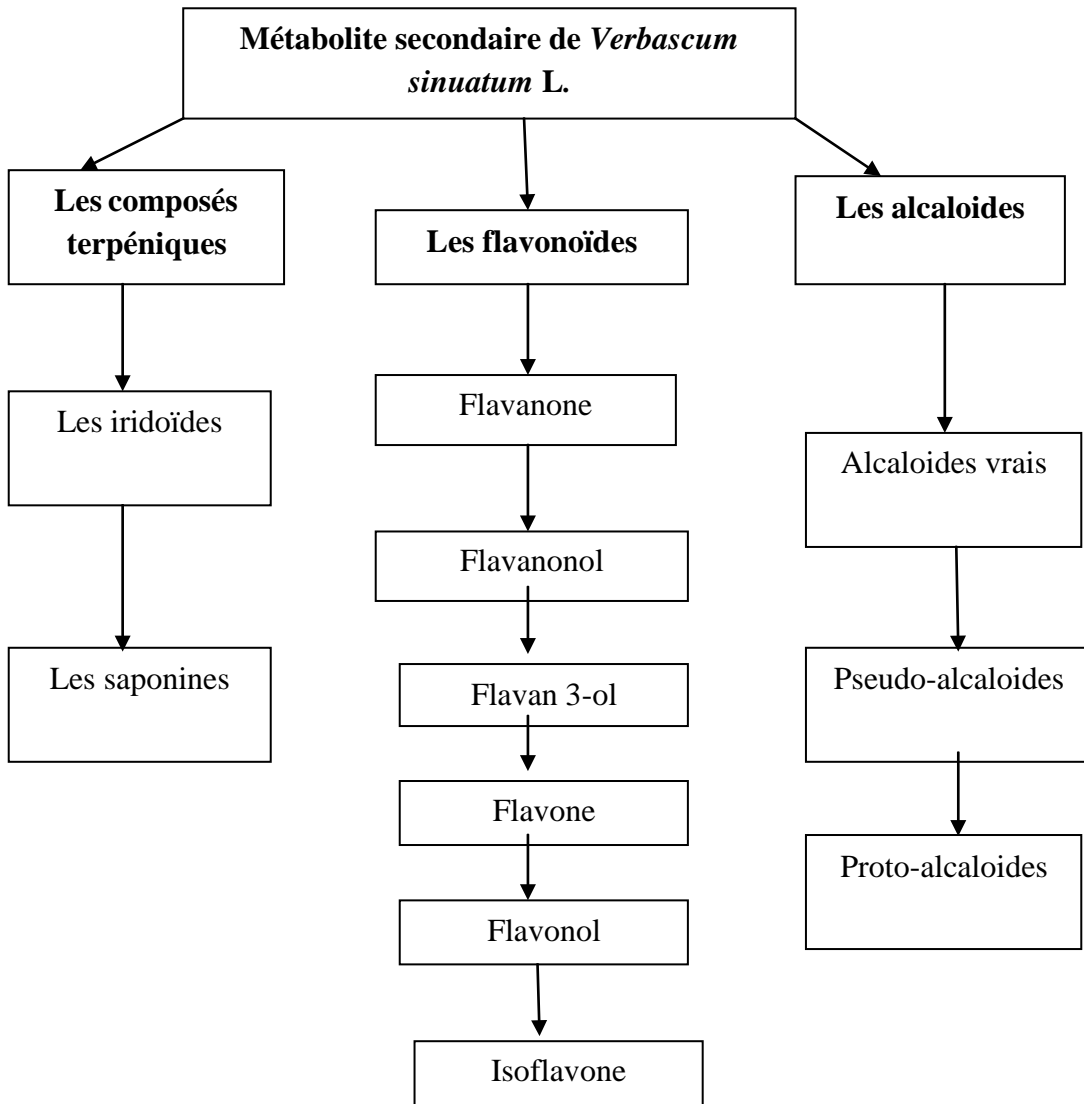 Métabolite secondaire de Verbascum
sinuatum L.
Les composés
terpéniques
Les flavonoïdes
Les alcaloides
Les iridoïdes
Flavanone
Alcaloides vrais
Flavanonol
Les saponines
Flavan 3-ol
Pseudo-alcaloides
Flavone
Proto-alcaloides
Flavonol
Isoflavone